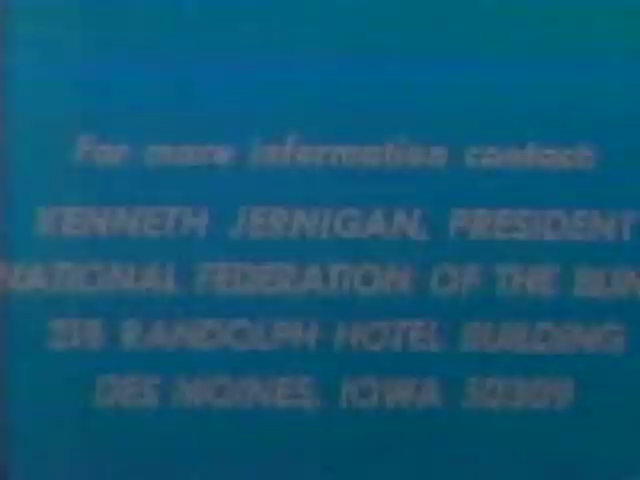 For more information contact:
KENNETH JERNIGAN, PRESIDENT
NATIONAL FEDERATION OF THE BLIN
218 RANDOLPH HOTEL BUILDING
DES MOINES, IOWA 50309